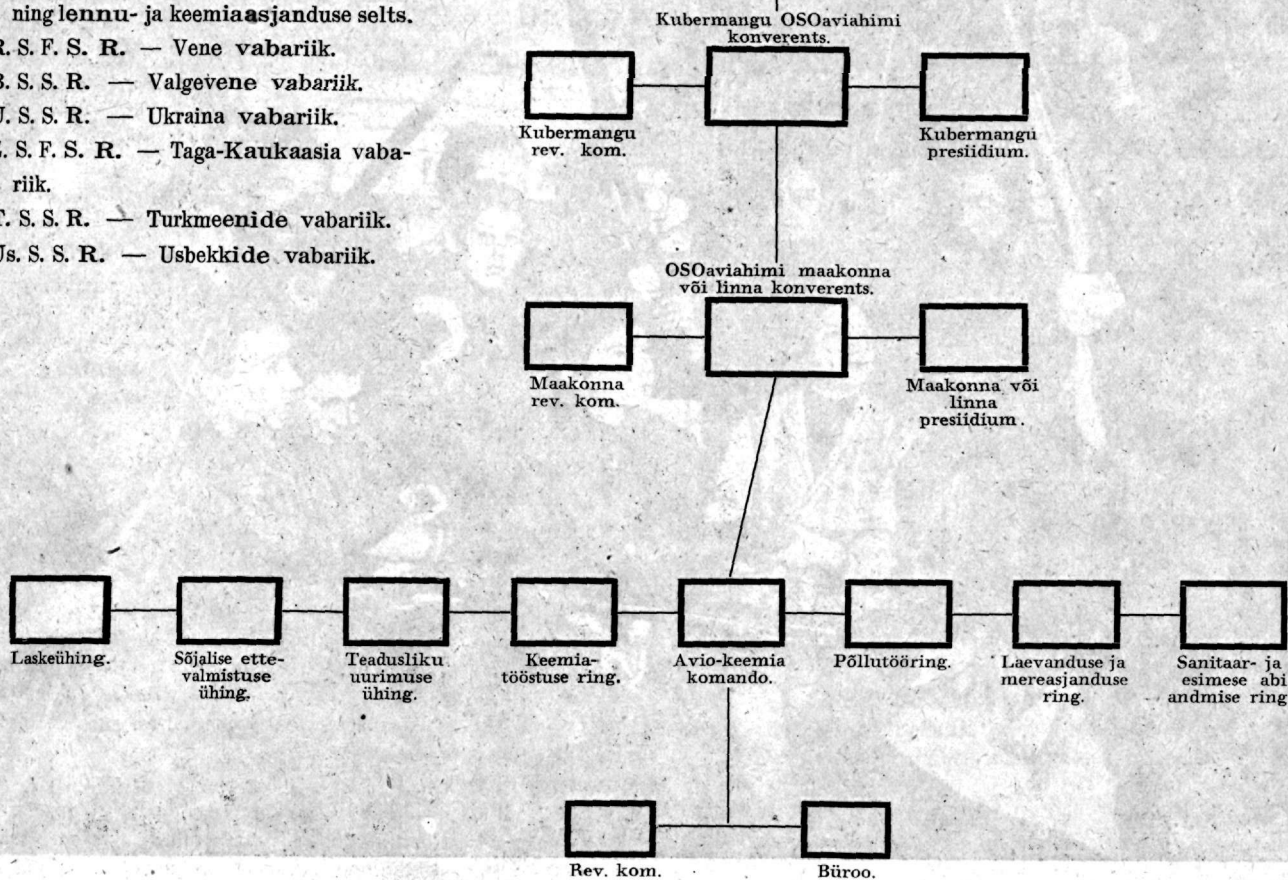 ning lennu- ja keemiaasjanduse selts.
R. S. F. S. R. — Vene vabariik.
B. S. S. R. — Valgevene vabariik.
U. S. S. R. — Ukraina vabariik.
S. F. S. R. — Taga-Kaukaasia vaba-
riik.
T. S. S. R. — Turkmeenide vabariik.
Us. S. S. R. — Usbekkide vabariik.
Kubermangu OSOaviahimi
konverents.
Kubermangu
rev. kom.
Kubermangu
presiidium.
OSOaviahimi maakonna
või linna konverents.
Maakonna
rev. kom.
Maakonna või
linna
presiidium.
Laskeühing.
Sõjalise ette-
valmistuse
ühing.
Teadusliku
uurimuse
ühing.
Keemia-
tööstuse ring.
Avio-keemia
komando.
Põllutööring.
Laevanduse ja
mereasjanduse
ring.
Sanitaar- ja
esimese abi
andmise ring
Rev. kom.
Büroo.